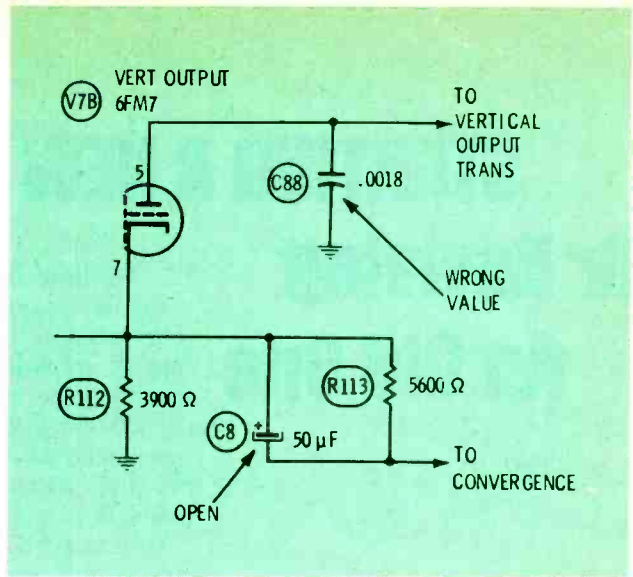 VERT OUTPUT
V7B 6FM7
TO
VERTICAL
OUTPUT
TRANS
5
C88 .0018
7
WRONG
VALUE
R112 3900 Ω
R113 5600 Ω
C8 + 50 µF
TO
CONVERGENCE
OPEN